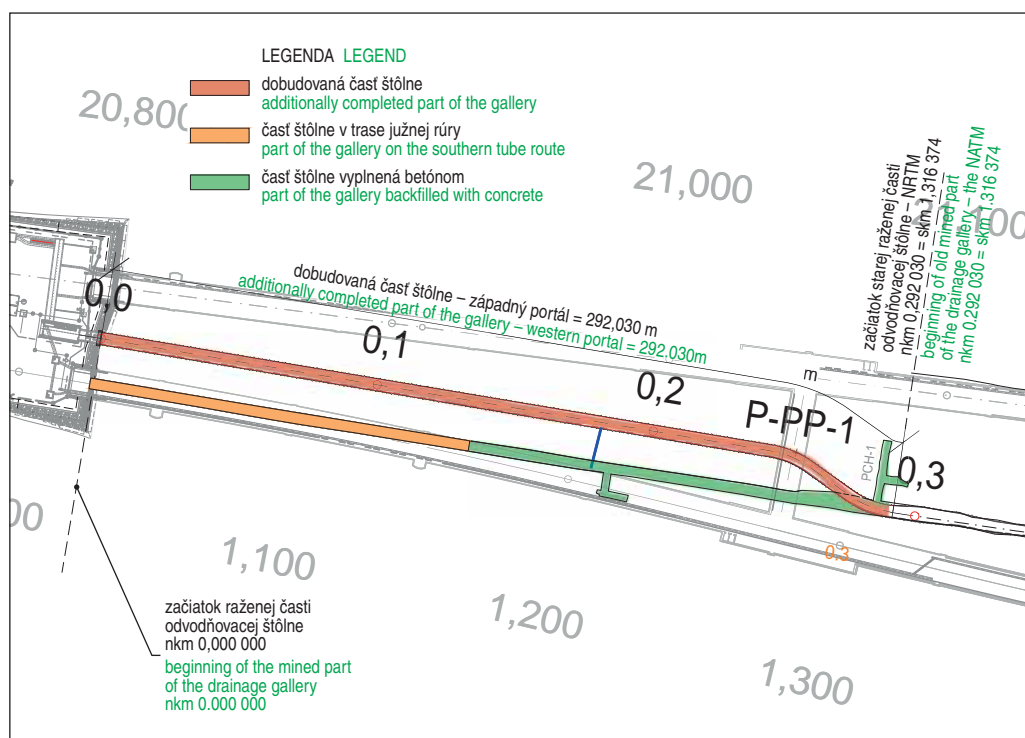 LEGENDA LEGEND
dobudovaná časť štôlne
additionally completed part of the gallery
časť štôlne v trase južnej rúry
part of the gallery on the southern tube route
časť štôlne vyplnená betónom
part of the gallery backfilled with concrete
20,800
21,000
21,100
začiatok starej raženej časti
odvodňovacej štôlne – NRTM
nkm 0,292 030 = skm 1,316 374
beginning of old mined part
of the drainage gallery – the NATM
nkm 0.292 030 = skm 1.316 374
dobudovaná časť štôlne – západný portál = 292,030 m
additionally completed part of the gallery – western portal = 292.030m
0,0
0,1
0,2
m
P-PP-1
PCH-1
0,3
0,3
00
1,100
1,200
1,300
začiatok raženej časti
odvodňovacej štôlne
nkm 0,000 000
beginning of the mined part
of the drainage gallery
nkm 0.000 000